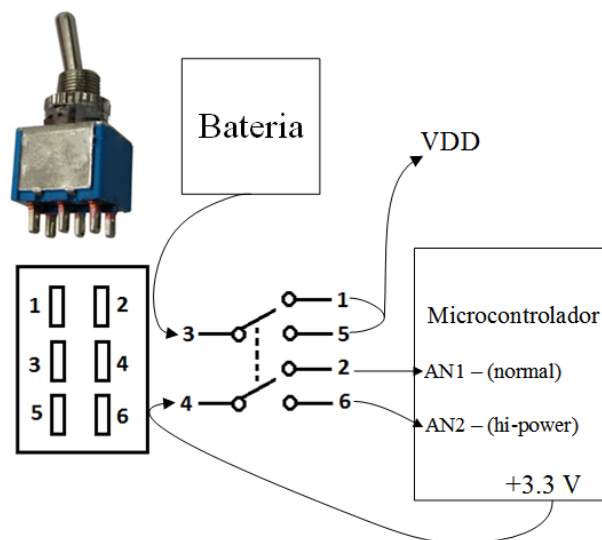 Bateria
VDD
1 2
3 4
5 6
3
1
5
4
2
6
Microcontrolador
AN1 – (normal)
AN2 – (hi-power)
+3.3 V